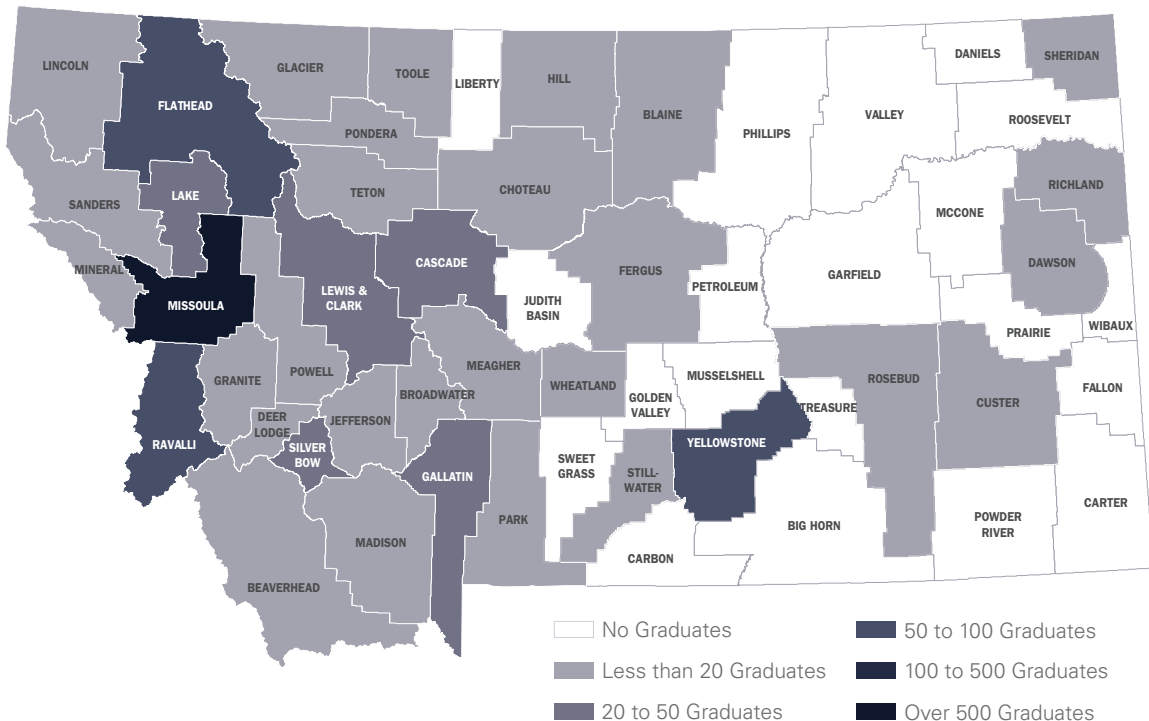 LINCOLN
FLATHEAD
GLACIER
TOOLE
LIBERTY
HILL
BLAINE
PHILLIPS
VALLEY
DANIELS
SHERIDAN
ROOSEVELT
PONDERA
TETON
CHOTEAU
SANDERS
LAKE
RICHLAND
MCCONE
MINERAL
MISSOULA
LEWIS &
CLARK
CASCADE
JUDITH
BASIN
FERGUS
PETROLEUM
GARFIELD
DAWSON
PRAIRIE
WIBAUX
RAVALLI
GRANITE
POWELL
DEER
LODGE
SILVER
BOW
JEFFERSON
BROADWATER
MEAGHER
WHEATLAND
GOLDEN
VALLEY
MUSSELSHELL
TREASURE
ROSEBUD
CUSTER
FALLON
GALLATIN
PARK
SWEET
GRASS
STILL-
WATER
YELLOWSTONE
BIG HORN
POWDER
RIVER
CARTER
BEAVERHEAD
MADISON
CARBON
No Graduates
Less than 20 Graduates
20 to 50 Graduates
50 to 100 Graduates
100 to 500 Graduates
Over 500 Graduates